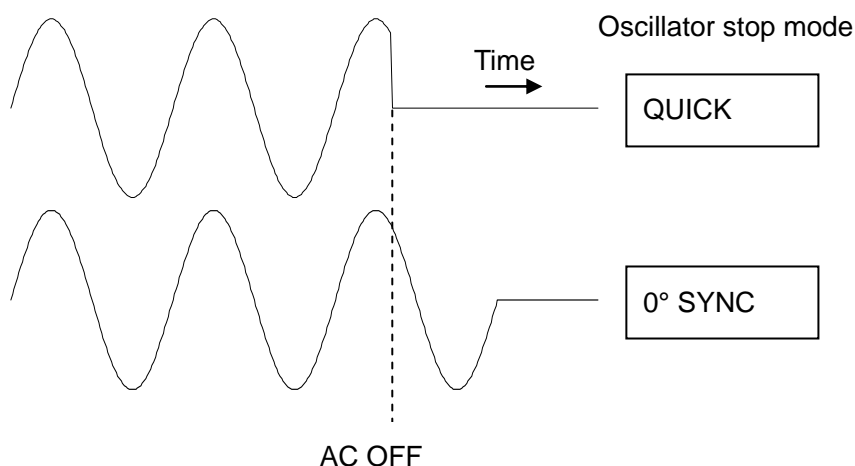 Oscillator stop mode
Time
QUICK
0° SYNC
AC OFF